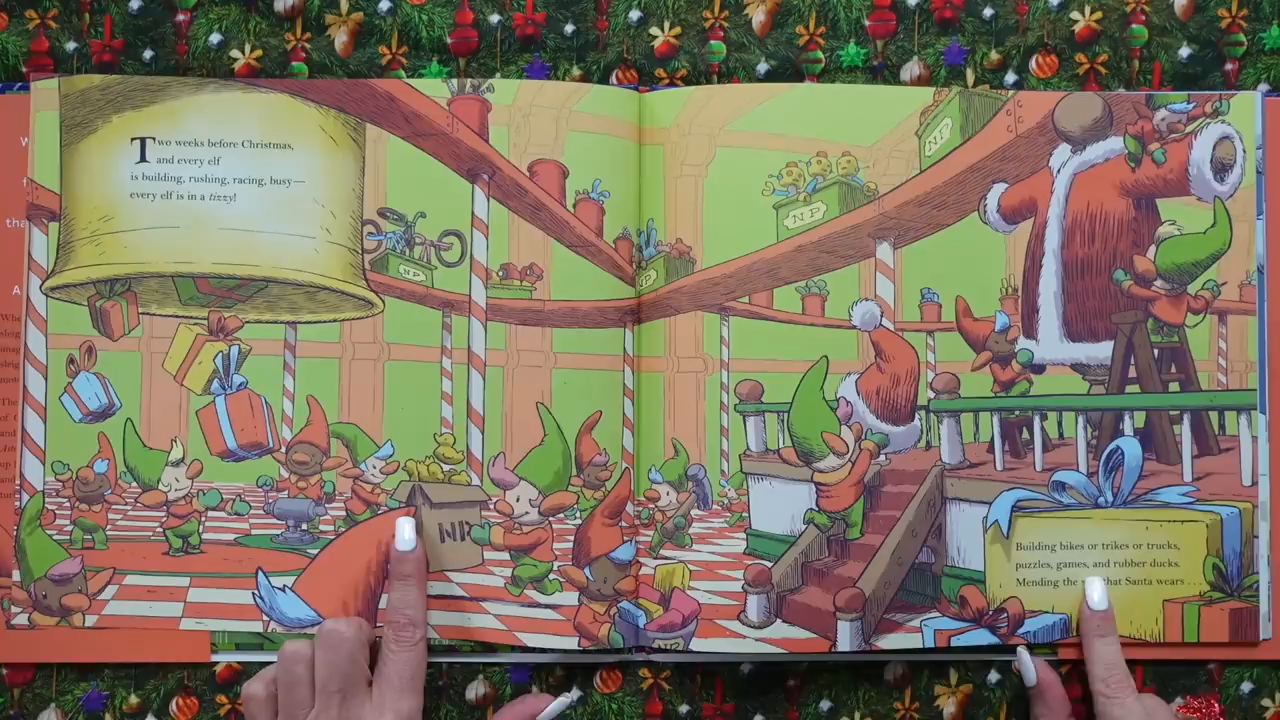 Two weeks before Christmas,
and every elf
is building, rushing, racing, busy—
every elf is in a tizzy!
NP
NP
NP
NP
NP
NP
Building bikes or trikes or trucks,
puzzles, games, and rubber ducks.
Mending the that Santa wears . . .